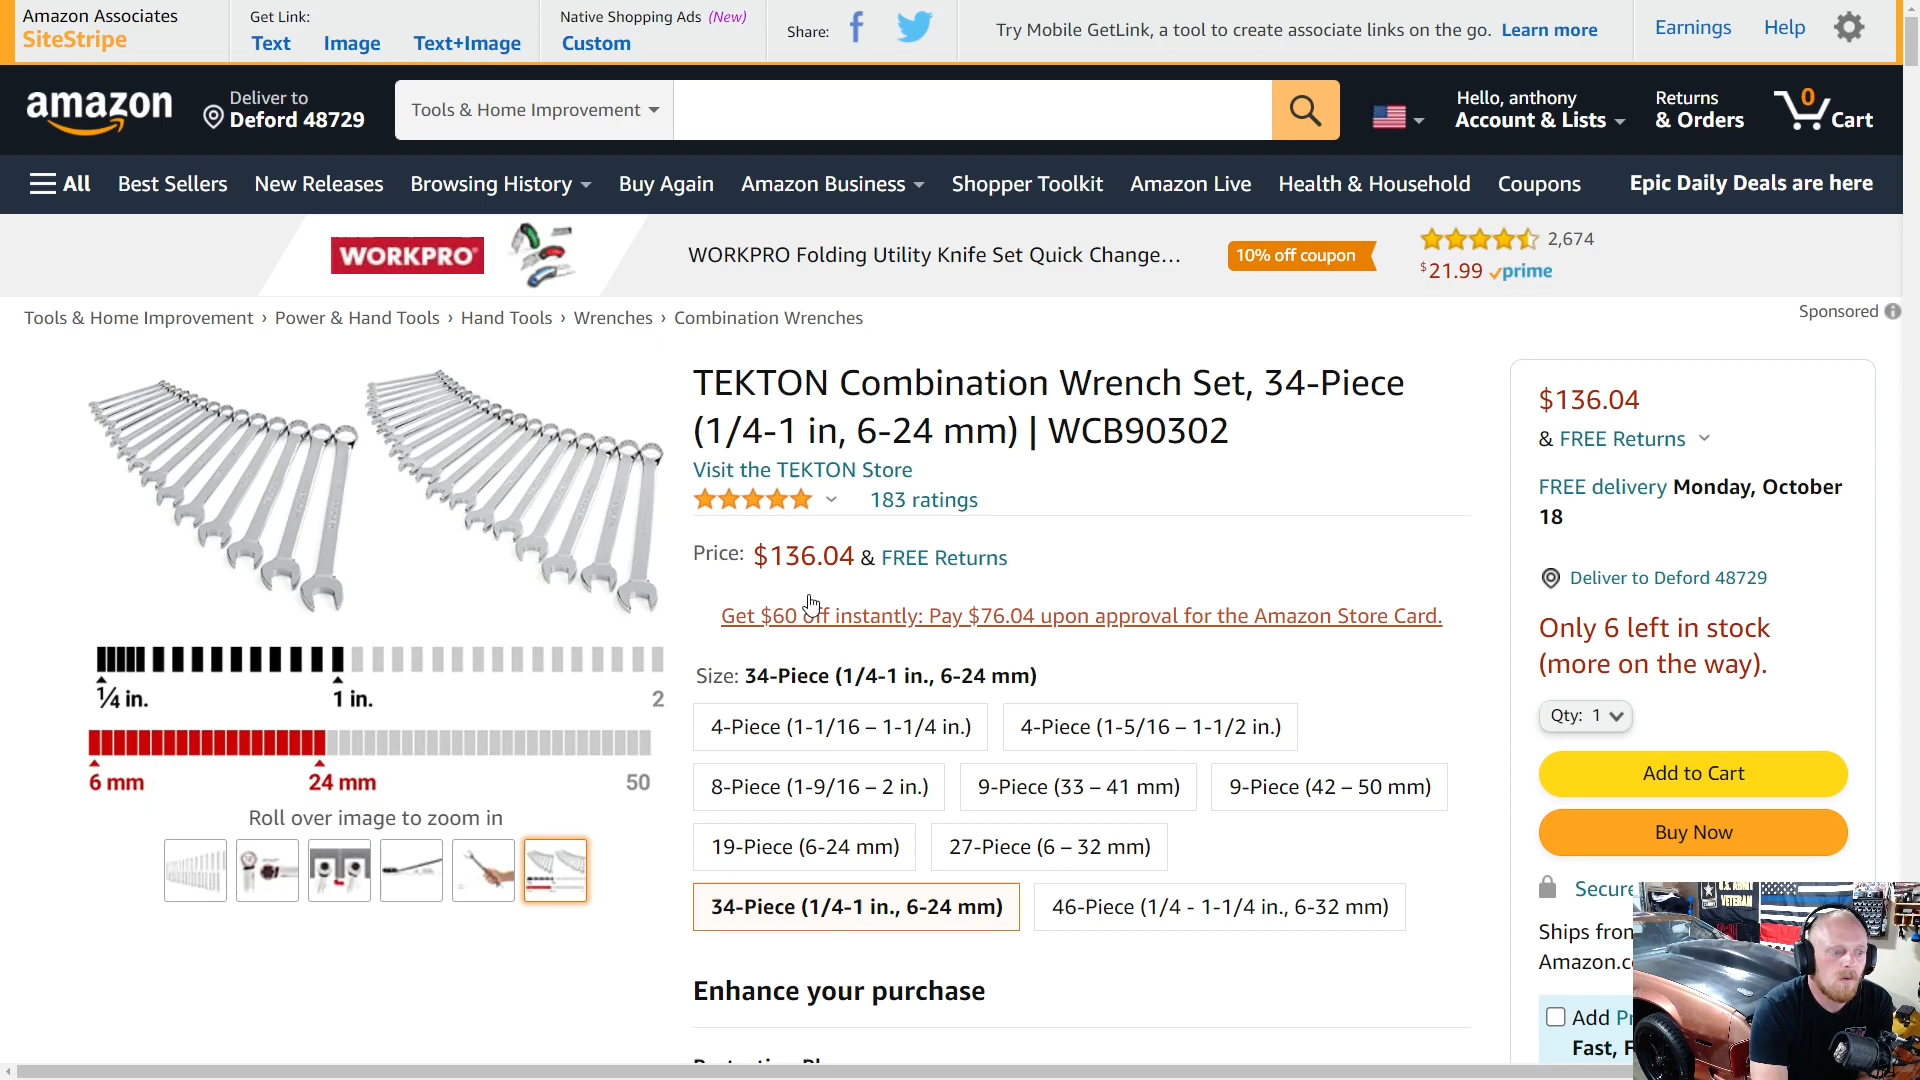 Amazon Associates
SiteStripe
Get Link:
Text Image Text+Image
Native Shopping Ads (New)
Custom
Share:
Try Mobile GetLink, a tool to create associate links on the go. Learn more
Earnings Help
amazon
Deliver to
Deford 48729
Tools & Home Improvement
Hello, anthony
Account & Lists
Returns
& Orders
0
Cart
All Best Sellers New Releases Browsing History Buy Again Amazon Business Shopper Toolkit Amazon Live Health & Household Coupons Epic Daily Deals are here
WORKPRO®
WORKPRO Folding Utility Knife Set Quick Change...
10% off coupon
2,674
$21.99 prime
Sponsored
Tools & Home Improvement › Power & Hand Tools › Hand Tools › Wrenches › Combination Wrenches
TEKTON Combination Wrench Set, 34-Piece
(1/4-1 in, 6-24 mm) | WCB90302
Visit the TEKTON Store
183 ratings
Price: $136.04 & FREE Returns
Get $60 off instantly: Pay $76.04 upon approval for the Amazon Store Card.
Size: 34-Piece (1/4-1 in., 6-24 mm)
4-Piece (1-1/16 – 1-1/4 in.) 4-Piece (1-5/16 – 1-1/2 in.)
8-Piece (1-9/16 – 2 in.) 9-Piece (33 – 41 mm) 9-Piece (42 – 50 mm)
19-Piece (6-24 mm) 27-Piece (6 – 32 mm)
34-Piece (1/4-1 in., 6-24 mm) 46-Piece (1/4 - 1-1/4 in., 6-32 mm)
Enhance your purchase
1/4 in. 1 in. 2
6 mm 24 mm 50
Roll over image to zoom in
$136.04
& FREE Returns
FREE delivery Monday, October
18
Deliver to Deford 48729
Only 6 left in stock
(more on the way).
Qty: 1
Add to Cart
Buy Now
Secure
Ships from
Amazon.c
Add Pr
Fast, F
U.S. ARMY
VETERAN